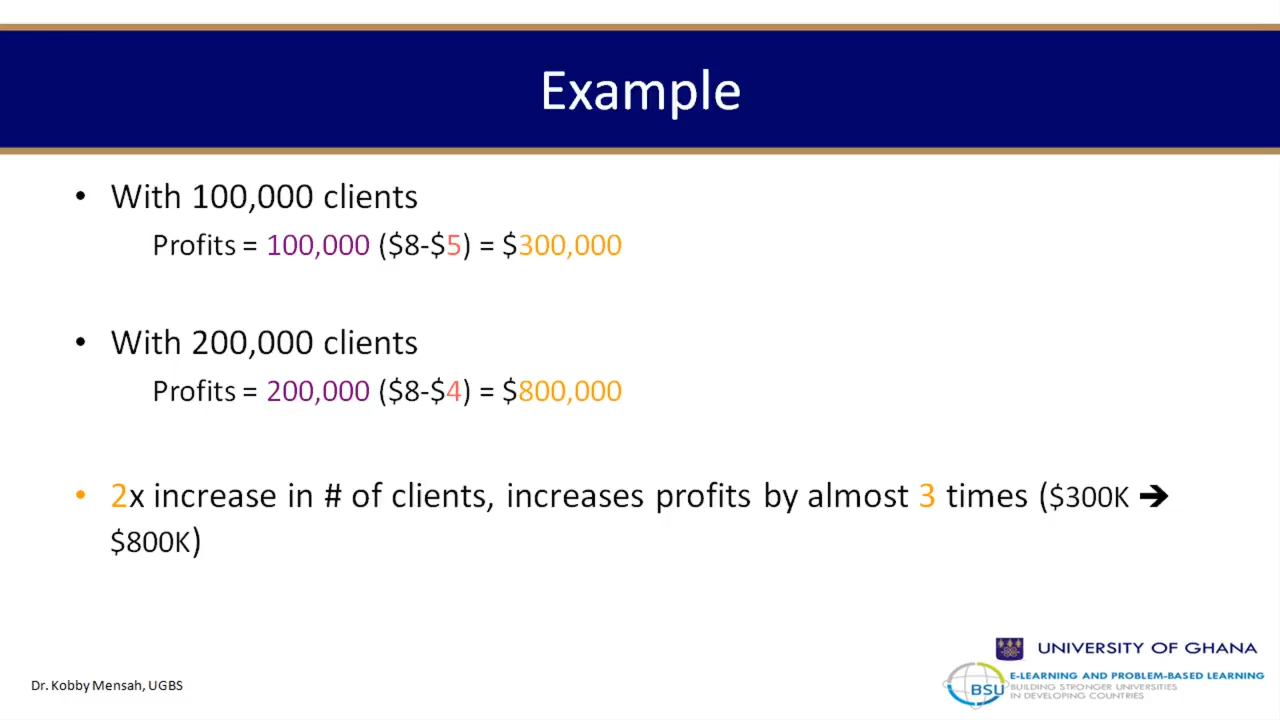 Example
• With 100,000 clients
Profits = 100,000 ($8-$5) = $300,000
• With 200,000 clients
Profits = 200,000 ($8-$4) = $800,000
• 2x increase in # of clients, increases profits by almost 3 times ($300K ➔
$800K)
UNIVERSITY OF GHANA
Dr. Kobby Mensah, UGBS
BSU
E-LEARNING AND PROBLEM-BASED LEARNING
BUILDING STRONGER UNIVERSITIES
IN DEVELOPING COUNTRIES